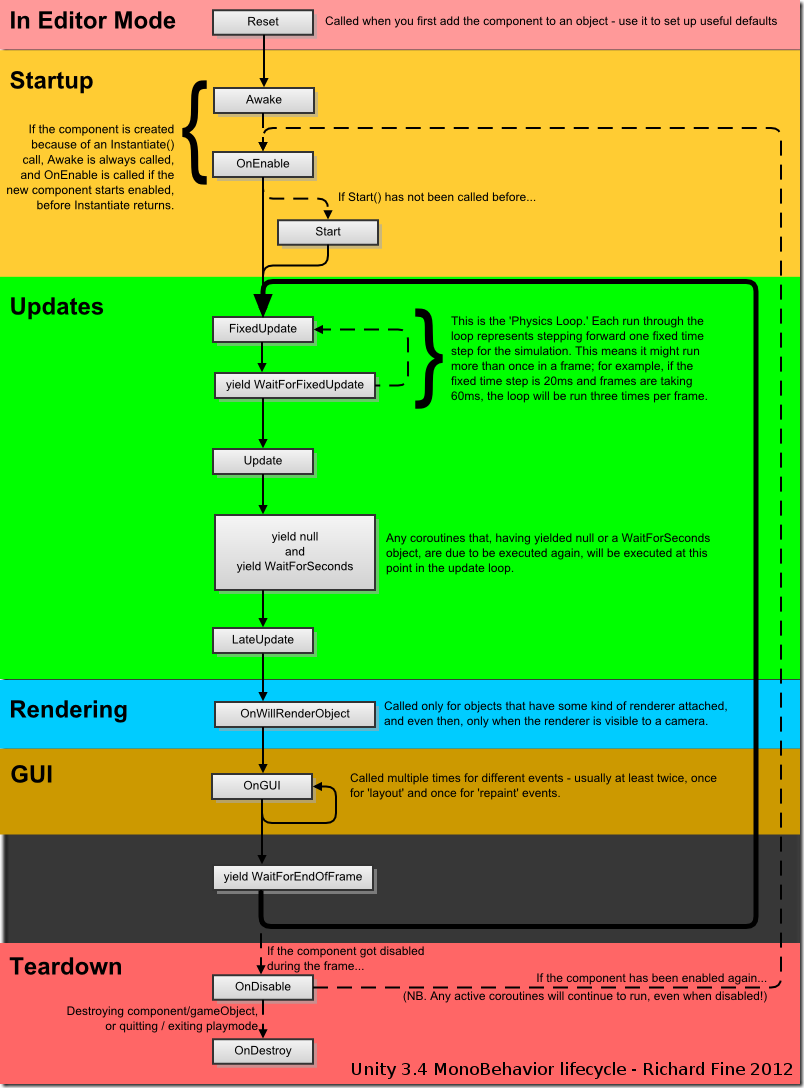 In Editor Mode
Reset
Called when you first add the component to an object - use it to set up useful defaults
Startup
Awake
If the component is created
because of an Instantiate()
call, Awake is always called,
and OnEnable is called if the
new component starts enabled,
before Instantiate returns.
OnEnable
If Start() has not been called before...
Start
Updates
FixedUpdate
This is the 'Physics Loop.' Each run through the
loop represents stepping forward one fixed time
step for the simulation. This means it might run
more than once in a frame; for example, if the
fixed time step is 20ms and frames are taking
60ms, the loop will be run three times per frame.
yield WaitForFixedUpdate
Update
yield null
and
yield WaitForSeconds
Any coroutines that, having yielded null or a WaitForSeconds
object, are due to be executed again, will be executed at this
point in the update loop.
LateUpdate
Rendering
OnWillRenderObject
Called only for objects that have some kind of renderer attached,
and even then, only when the renderer is visible to a camera.
GUI
OnGUI
Called multiple times for different events - usually at least twice, once
for 'layout' and once for 'repaint' events.
yield WaitForEndOfFrame
If the component got disabled
during the frame...
Teardown
OnDisable
If the component has been enabled again...
(NB. Any active coroutines will continue to run, even when disabled!)
Destroying component/gameObject,
or quitting / exiting playmode
OnDestroy
Unity 3.4 MonoBehavior lifecycle - Richard Fine 2012